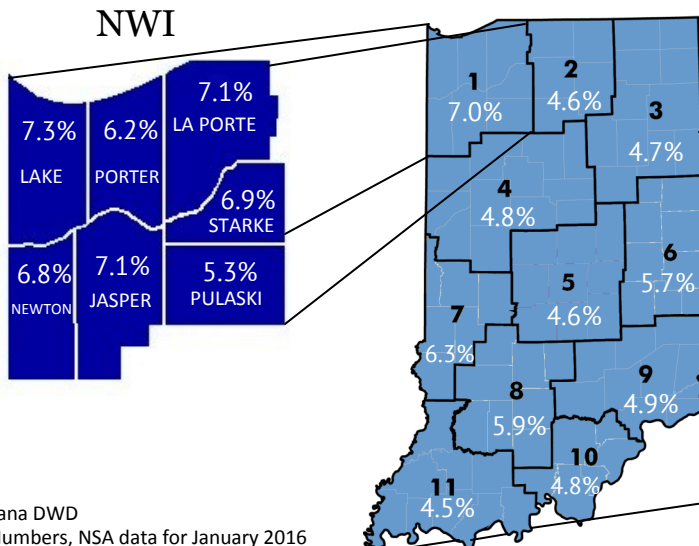 NWI
7.1%
LA PORTE
7.3%
LAKE
6.2%
PORTER
6.9%
STARKE
6.8%
NEWTON
7.1%
JASPER
5.3%
PULASKI
1
7.0%
2
4.6%
3
4.7%
4
4.8%
5
4.6%
6
5.7%
7
6.3%
8
5.9%
9
4.9%
10
4.8%
11
4.5%
ana DWD
Numbers, NSA data for January 2016